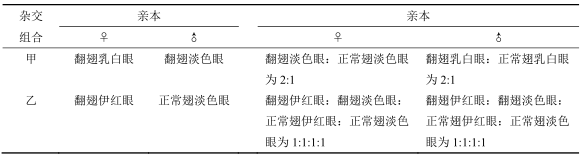 杂交 亲本 亲本
组合 ♀ ♂ ♀ ♂
甲 翻翅乳白眼 翻翅淡色眼 翻翅淡色眼：正常翅淡色眼 翻翅乳白眼：正常翅乳白眼
为 2:1 为 2:1
乙 翻翅伊红眼 正常翅淡色眼 翻翅伊红眼：翻翅淡色眼： 翻翅伊红眼：翻翅淡色眼：
正常翅伊红眼：正常翅淡色 正常翅伊红眼：正常翅淡色
眼为 1:1:1:1 眼为 1:1:1:1